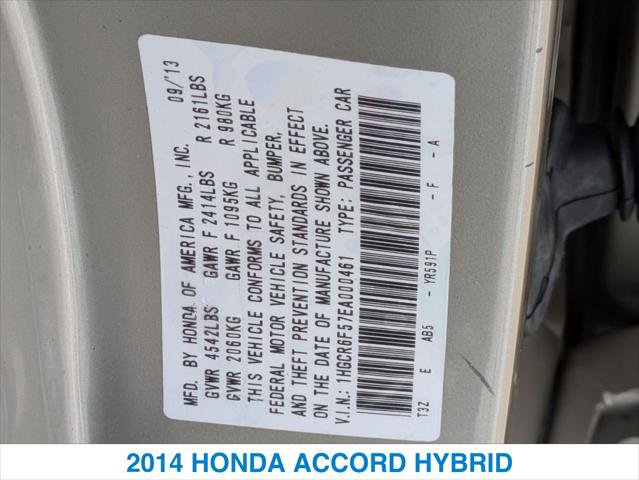 MFD. BY HONDA OF AMERICA MFG., INC. 09/'13
GVWR 4542LBS GAWR F 2414LBS R 2161LBS
GVWR 2060KG GAWR F 1095KG R 980KG
THIS VEHICLE CONFORMS TO ALL APPLICABLE
FEDERAL MOTOR VEHICLE SAFETY, BUMPER,
AND THEFT PREVENTION STANDARDS IN EFFECT
ON THE DATE OF MANUFACTURE SHOWN ABOVE.
V.I.N.: 1HGCR6F57EA000461 TYPE: PASSENGER CAR
T3Z E AB5 - YR591P - F - A
2014 HONDA ACCORD HYBRID